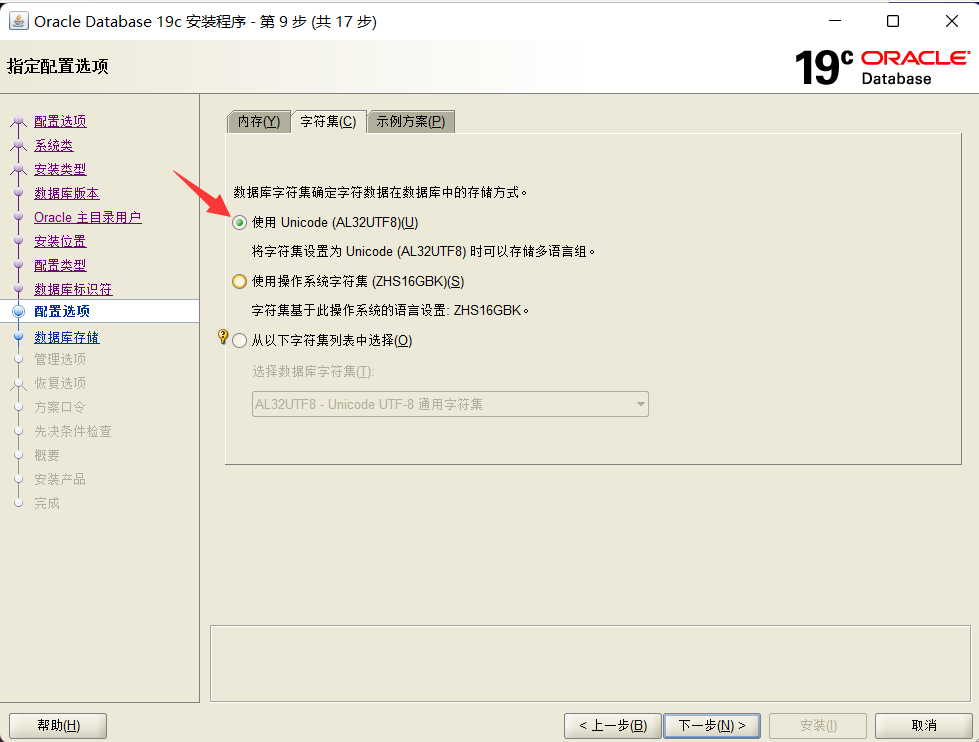 Oracle Database 19c 安装程序 - 第 9 步 (共 17 步)
指定配置选项
19c ORACLE
Database
配置选项
系统类
安装类型
数据库版本
Oracle 主目录用户
安装位置
配置类型
数据库标识符
配置选项
数据库存储
管理选项
恢复选项
方案口令
先决条件检查
概要
安装产品
完成
内存(Y) 字符集(C) 示例方案(P)
数据库字符集确定字符数据在数据库中的存储方式。
使用 Unicode (AL32UTF8)(U)
将字符集设置为 Unicode (AL32UTF8) 时可以存储多语言组。
使用操作系统字符集 (ZHS16GBK)(S)
字符集基于此操作系统的语言设置: ZHS16GBK。
从以下字符集列表中选择(O)
选择数据库字符集(T):
AL32UTF8 - Unicode UTF-8 通用字符集
帮助(H) < 上一步(B) 下一步(N) > 安装(I) 取消